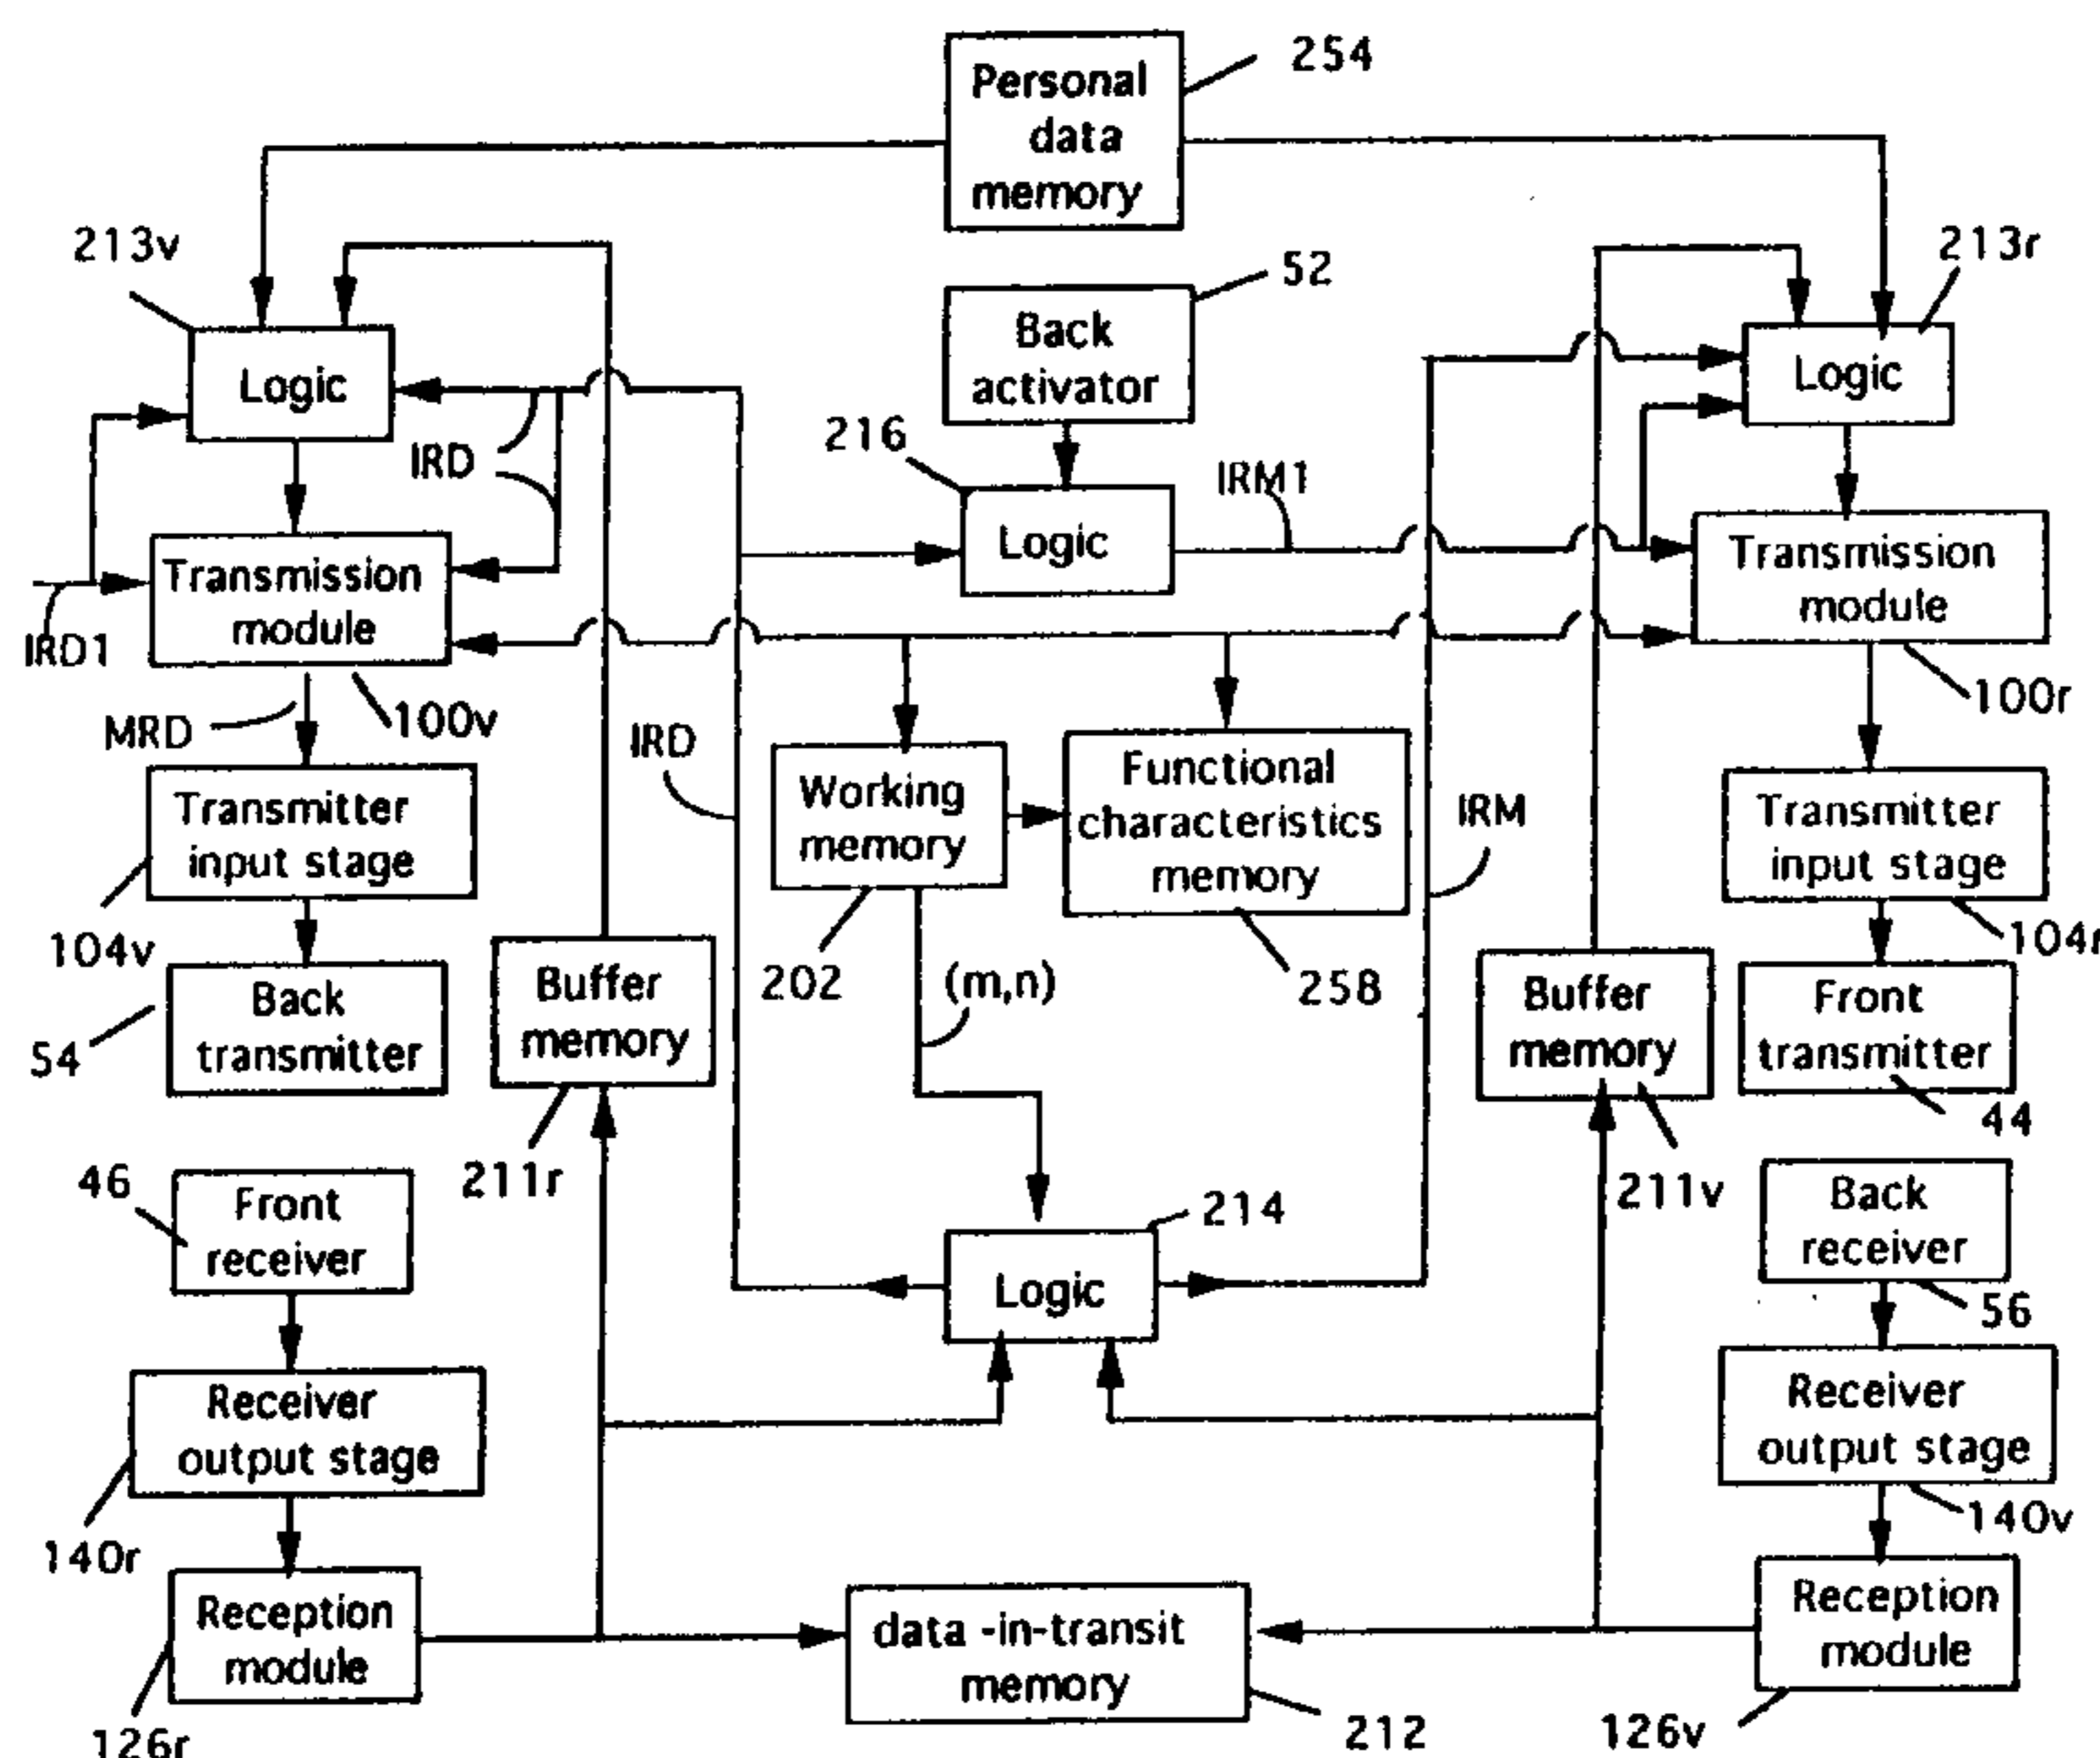 254
Personal
data
memory
213v
52
213r
Back
activator
Logic
Logic
216
IRD
IRM1
Logic
Transmission
module
Transmission
module
IRD1
MRD
100v
100r
IRD
Working
memory
Functional
characteristics
memory
IRM
Transmitter
input stage
Transmitter
input stage
104v
104r
202
(m,n)
258
Back
transmitter
Buffer
memory
Buffer
memory
Front
transmitter
54
44
46
211r
211v
Front
receiver
214
Back
receiver
Logic
56
Receiver
output stage
Receiver
output stage
140r
140v
Reception
module
data -in-transit
memory
Reception
module
126r
212
126v